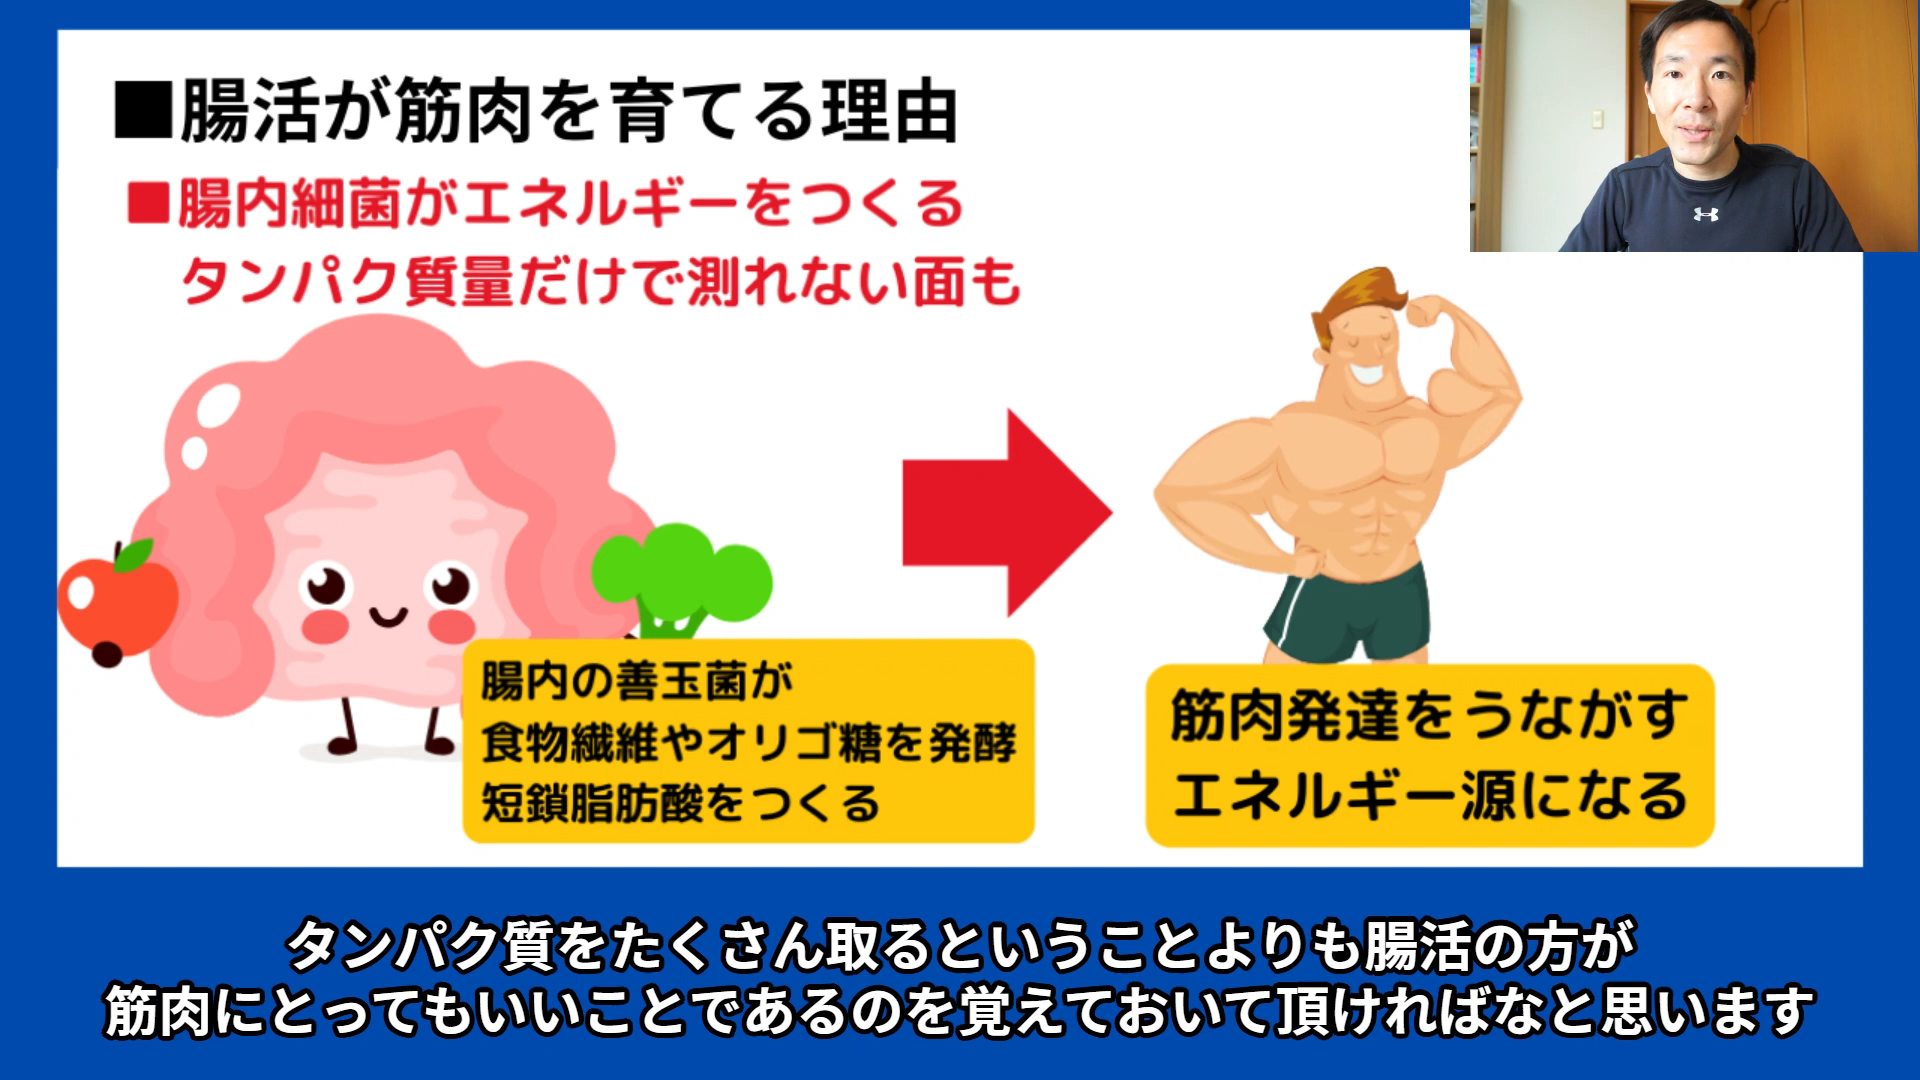 ■腸活が筋肉を育てる理由
■腸内細菌がエネルギーをつくる
タンパク質量だけで測れない面も
腸内の善玉菌が
食物繊維やオリゴ糖を発酵
短鎖脂肪酸をつくる
筋肉発達をうながす
エネルギー源になる
タンパク質をたくさん取るということよりも腸活の方が
筋肉にとってもいいことであるのを覚えておいて頂ければなと思います